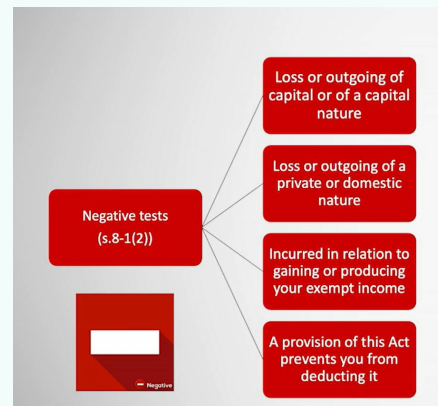 Loss or outgoing of
capital or of a capital
nature
Loss or outgoing of a
private or domestic
nature
Negative tests
(s.8-1(2))
Incurred in relation to
gaining or producing
your exempt income
A provision of this Act
prevents you from
deducting it
Negative